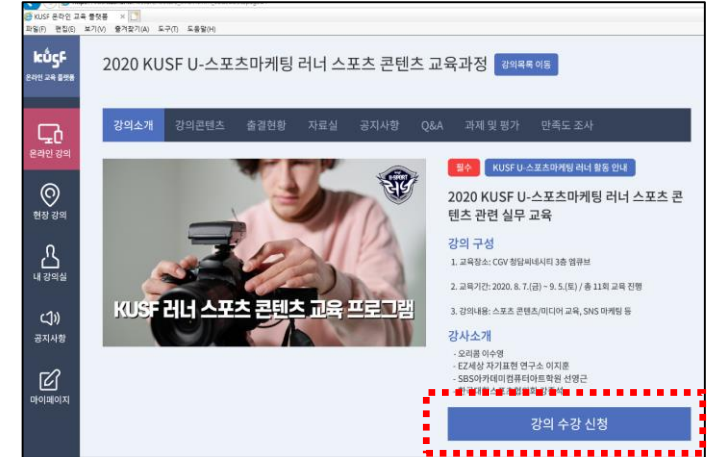 KUSF 온라인 교육 플랫폼
파일(F) 편집(E) 보기(V) 즐겨찾기(A) 도구(T) 도움말(H)
kusf
온라인 교육 플랫폼
2020 KUSF U-스포츠마케팅 러너 스포츠 콘텐츠 교육과정 강의목록 이동
강의소개 강의콘텐츠 출결현황 자료실 공지사항 Q&A 과제 및 평가 만족도 조사
온라인 강의
현장 강의
내 강의실
공지사항
마이페이지
U-SPORT
러너
KUSF 러너 스포츠 콘텐츠 교육 프로그램
필수 KUSF U-스포츠마케팅 러너 활동 안내
2020 KUSF U-스포츠마케팅 러너 스포츠 콘
텐츠 관련 실무 교육
강의 구성
1. 교육장소: CGV 청담씨네시티 3층 엠큐브
2. 교육기간: 2020. 8. 7.(금) ~ 9. 5.(토) / 총 11회 교육 진행
3. 강의내용: 스포츠 콘텐츠/미디어 교육, SNS 마케팅 등
강사소개
- 오리콤 이수영
- EZ세상 자기표현 연구소 이지훈
- SBS아카데미컴퓨터아트학원 선영근
강의 수강 신청